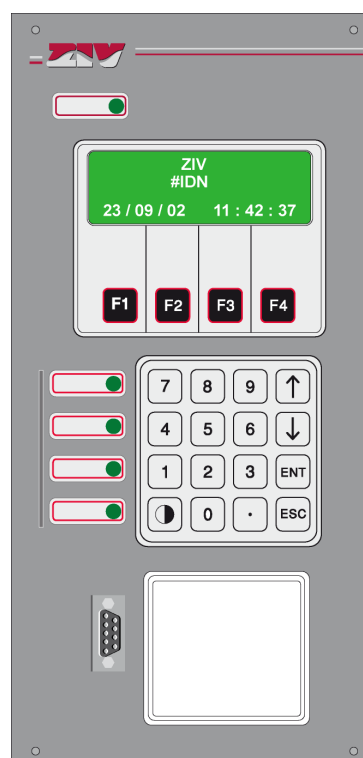 ZIV
ZIV
#IDN
23 / 09 / 02 11 : 42 : 37
F1 F2 F3 F4
7 8 9 ↑
4 5 6 ↓
1 2 3 ENT
0 · ESC